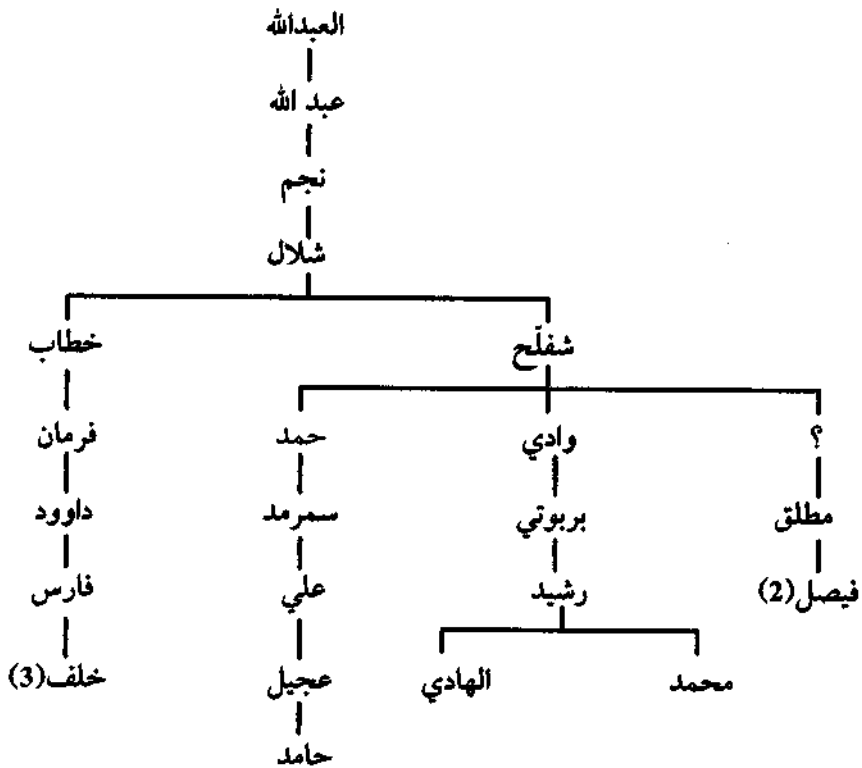 العبدالله
عبد الله
نجم
شلال
شفلّح خطاب
؟ وادي حمد فرمان
مطلق بربوتي سمرمد داوود
فيصل(2) رشيد علي فارس
محمد الهادي عجيل خلف(3)
حامد